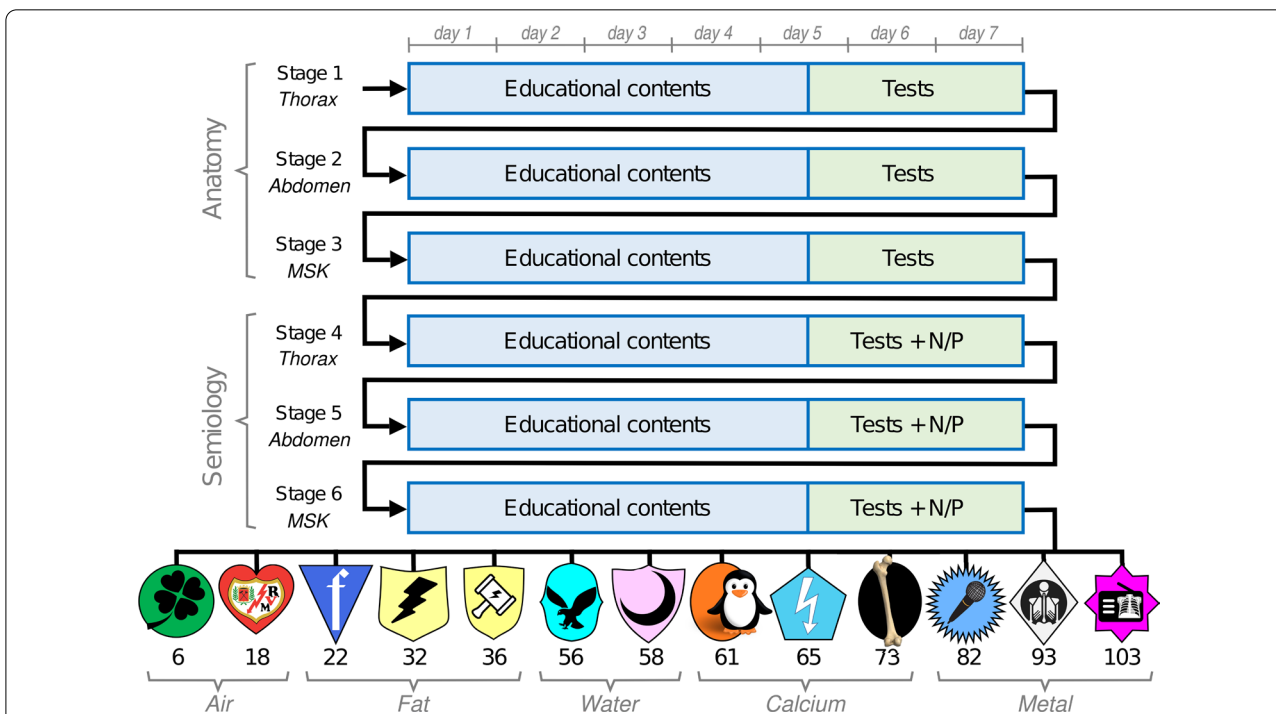 day 1 day 2 day 3 day 4 day 5 day 6 day 7
Anatomy
Stage 1
Thorax
Educational contents Tests
Stage 2
Abdomen
Educational contents Tests
Stage 3
MSK
Educational contents Tests
Semiology
Stage 4
Thorax
Educational contents Tests + N/P
Stage 5
Abdomen
Educational contents Tests + N/P
Stage 6
MSK
Educational contents Tests + N/P
R
M
f
6 18 22 32 36 56 58 61 65 73 82 93 103
Air Fat Water Calcium Metal